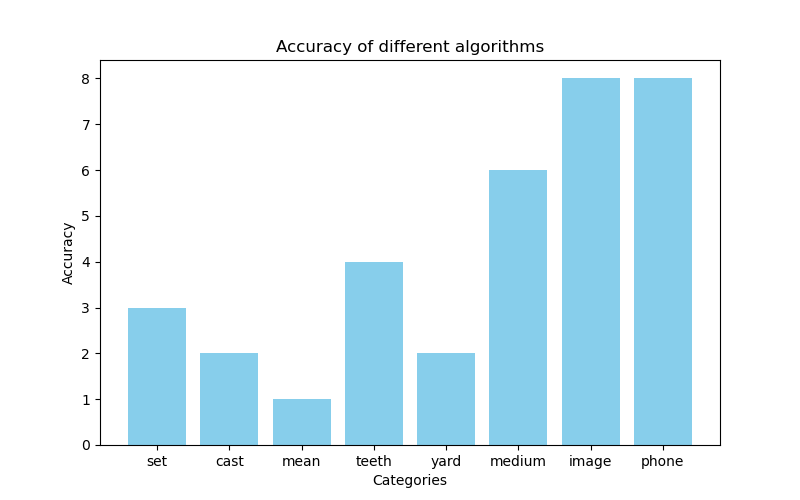 Accuracy of different algorithms
8
7
6
5
4
3
2
1
0
Accuracy
set cast mean teeth yard medium image phone
Categories